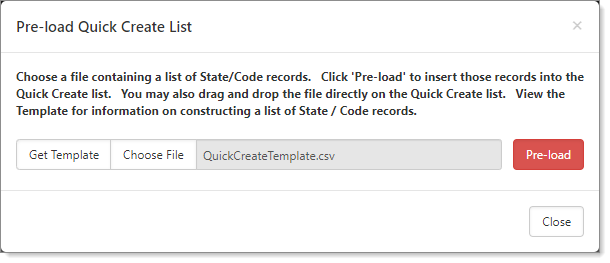 Pre-load Quick Create List ×
Choose a file containing a list of State/Code records. Click 'Pre-load' to insert those records into the
Quick Create list. You may also drag and drop the file directly on the Quick Create list. View the
Template for information on constructing a list of State / Code records.
Get Template Choose File QuickCreateTemplate.csv Pre-load
Close